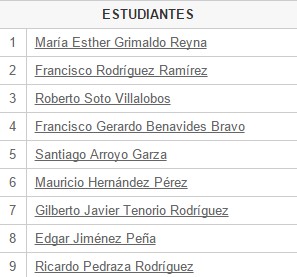 ESTUDIANTES
1 María Esther Grimaldo Reyna
2 Francisco Rodríguez Ramírez
3 Roberto Soto Villalobos
4 Francisco Gerardo Benavides Bravo
5 Santiago Arroyo Garza
6 Mauricio Hernández Pérez
7 Gilberto Javier Tenorio Rodríguez
8 Edgar Jiménez Peña
9 Ricardo Pedraza Rodríguez